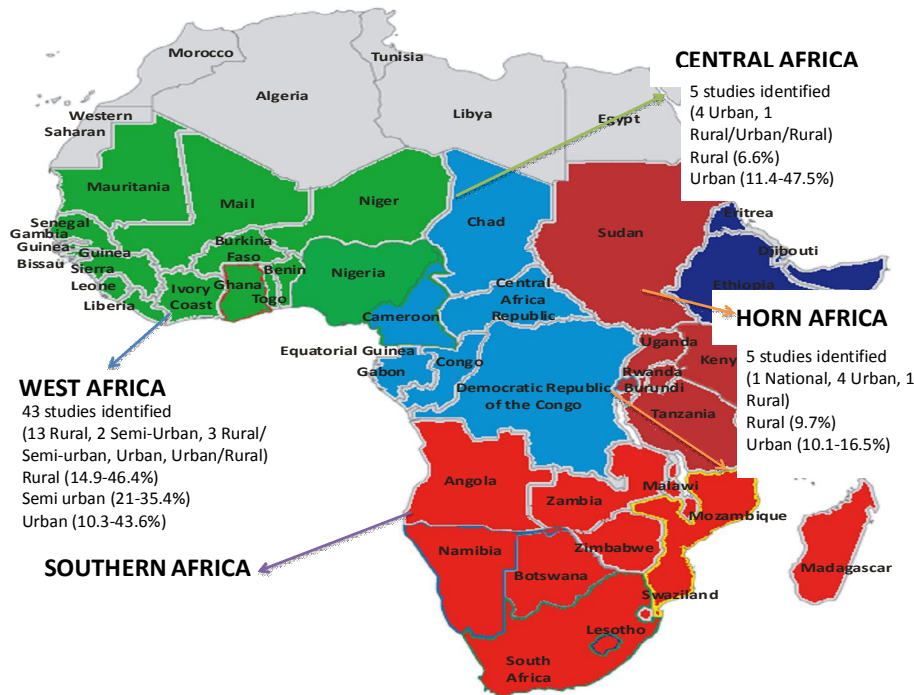 Morocco
Tunisia
Algeria
Libya
Egypt
Western
Saharan
CENTRAL AFRICA
5 studies identified
(4 Urban, 1
Rural/Urban/Rural)
Rural (6.6%)
Urban (11.4-47.5%)
Mauritania
Mail
Niger
Chad
Sudan
Eritrea
Djibouti
Ethiopia
Senegal
Gambia
Guinea-
Bissau
Guinea
Sierra
Leone
Liberia
Burkina
Faso
Ivory
Coast
Ghana
Togo
Benin
Nigeria
Cameroon
Central
Africa
Republic
Equatorial Guinea
Gabon
Congo
Democratic Republic
of the Congo
Uganda
Rwanda
Burundi
Keny
Tanzania
HORN AFRICA
5 studies identified
(1 National, 4 Urban, 1
Rural)
Rural (9.7%)
Urban (10.1-16.5%)
WEST AFRICA
43 studies identified
(13 Rural, 2 Semi-Urban, 3 Rural/
Semi-urban, Urban, Urban/Rural)
Rural (14.9-46.4%)
Semi urban (21-35.4%)
Urban (10.3-43.6%)
SOUTHERN AFRICA
Angola
Zambia
Malawi
Mozambique
Zimbabwe
Namibia
Botswana
Swaziland
Madagascar
Lesotho
South
Africa